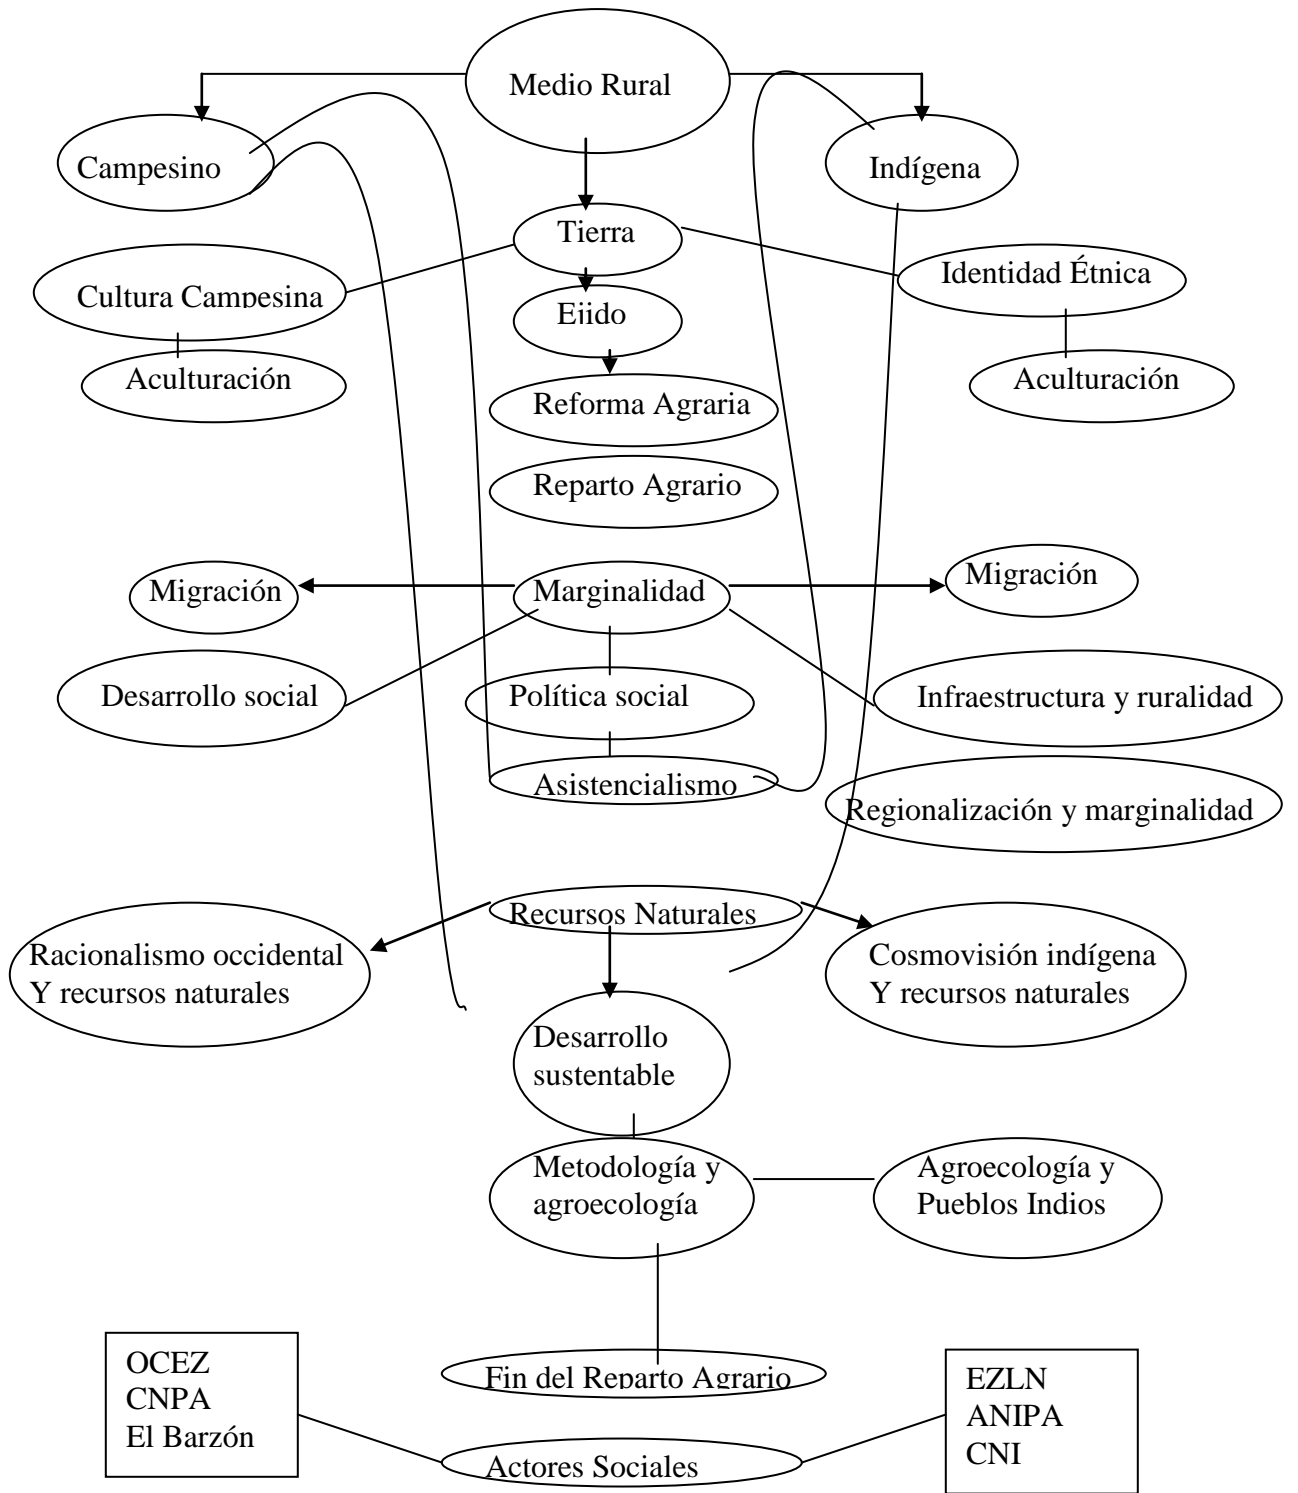 Medio Rural
Campesino
Indígena
Tierra
Cultura Campesina
Identidad Étnica
Ejido
Aculturación
Aculturación
Reforma Agraria
Reparto Agrario
Migración
Marginalidad
Migración
Desarrollo social
Política social
Infraestructura y ruralidad
Asistencialismo
Regionalización y marginalidad
Recursos Naturales
Racionalismo occidental
Y recursos naturales
Cosmovisión indígena
Y recursos naturales
Desarrollo
sustentable
Metodología y
agroecología
Agroecología y
Pueblos Indios
OCEZ
CNPA
El Barzón
Fin del Reparto Agrario
EZLN
ANIPA
CNI
Actores Sociales